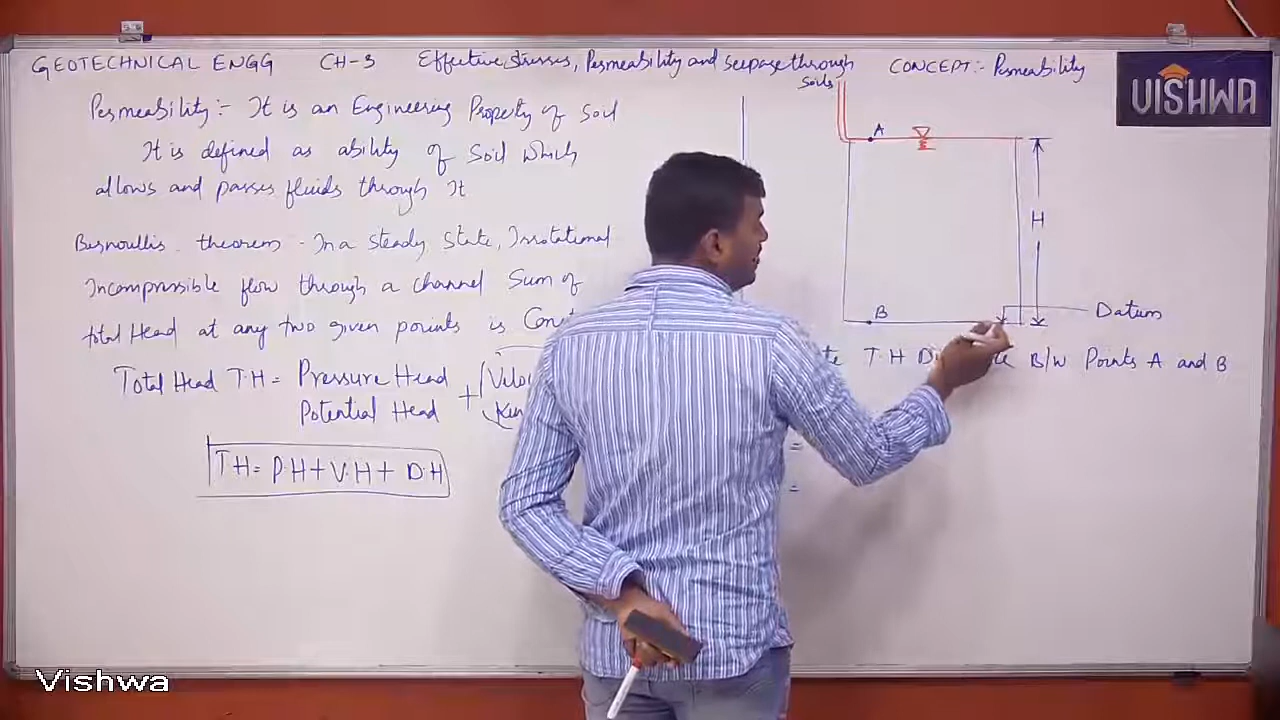 GEOTECHNICAL ENGG CH-3 Effective stresses, Permeability and seepage through soils CONCEPT:- Permeability
VISHWA
Permeability:- It is an Engineering Property of soil
It is defined as ability of Soil which
allows and passes fluids through It
Bernoullis theorem - In a steady, State, Irrotational
Incompressible flow through a channel Sum of
total Head at any two given points is
Total Head T.H = Pressure Head
Potential Head
+
T.H = P.H + V.H + D.H
A
H
B
Datum
T.H B/W Points A and B
=
=
Vishwa